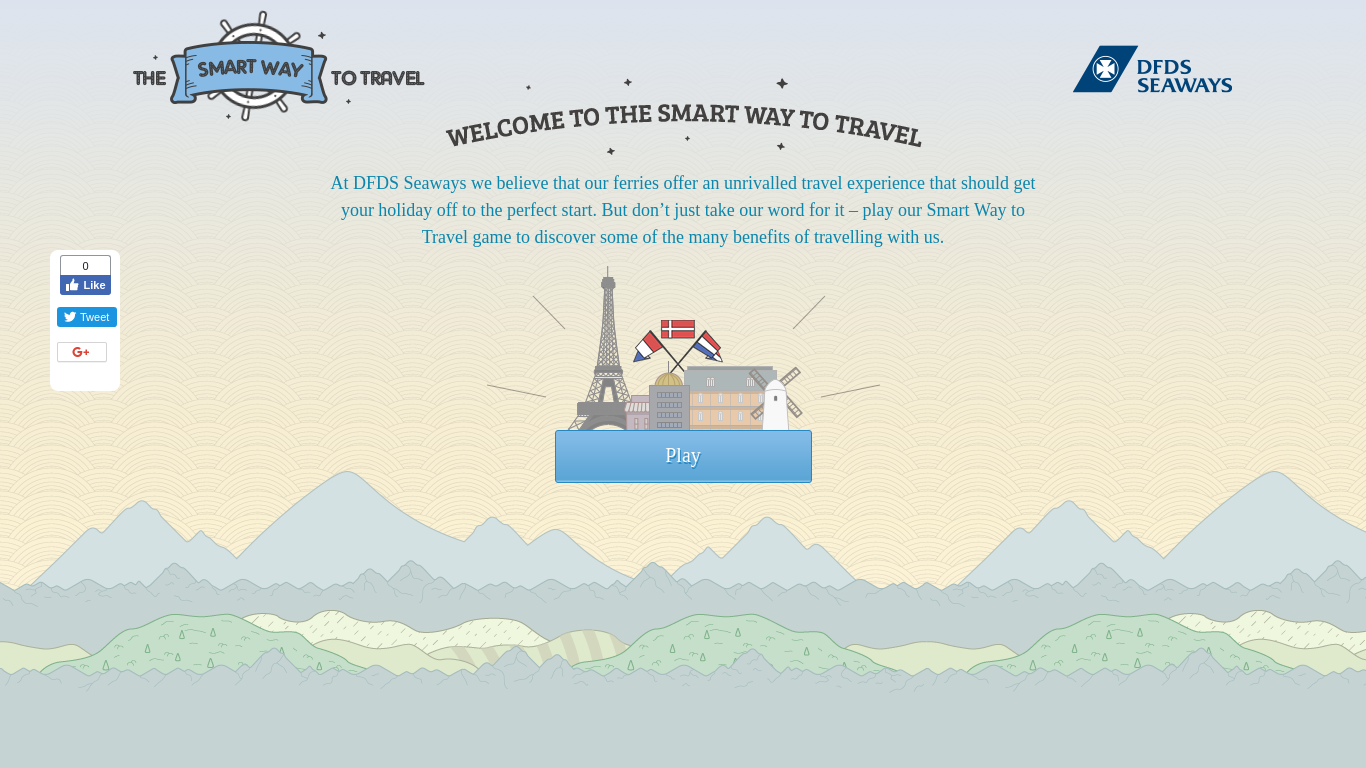 THE SMART WAY TO TRAVEL
DFDS
SEAWAYS
WELCOME TO THE SMART WAY TO TRAVEL
At DFDS Seaways we believe that our ferries offer an unrivalled travel experience that should get
your holiday off to the perfect start. But don’t just take our word for it – play our Smart Way to
Travel game to discover some of the many benefits of travelling with us.
0
Like
Tweet
G+
Play